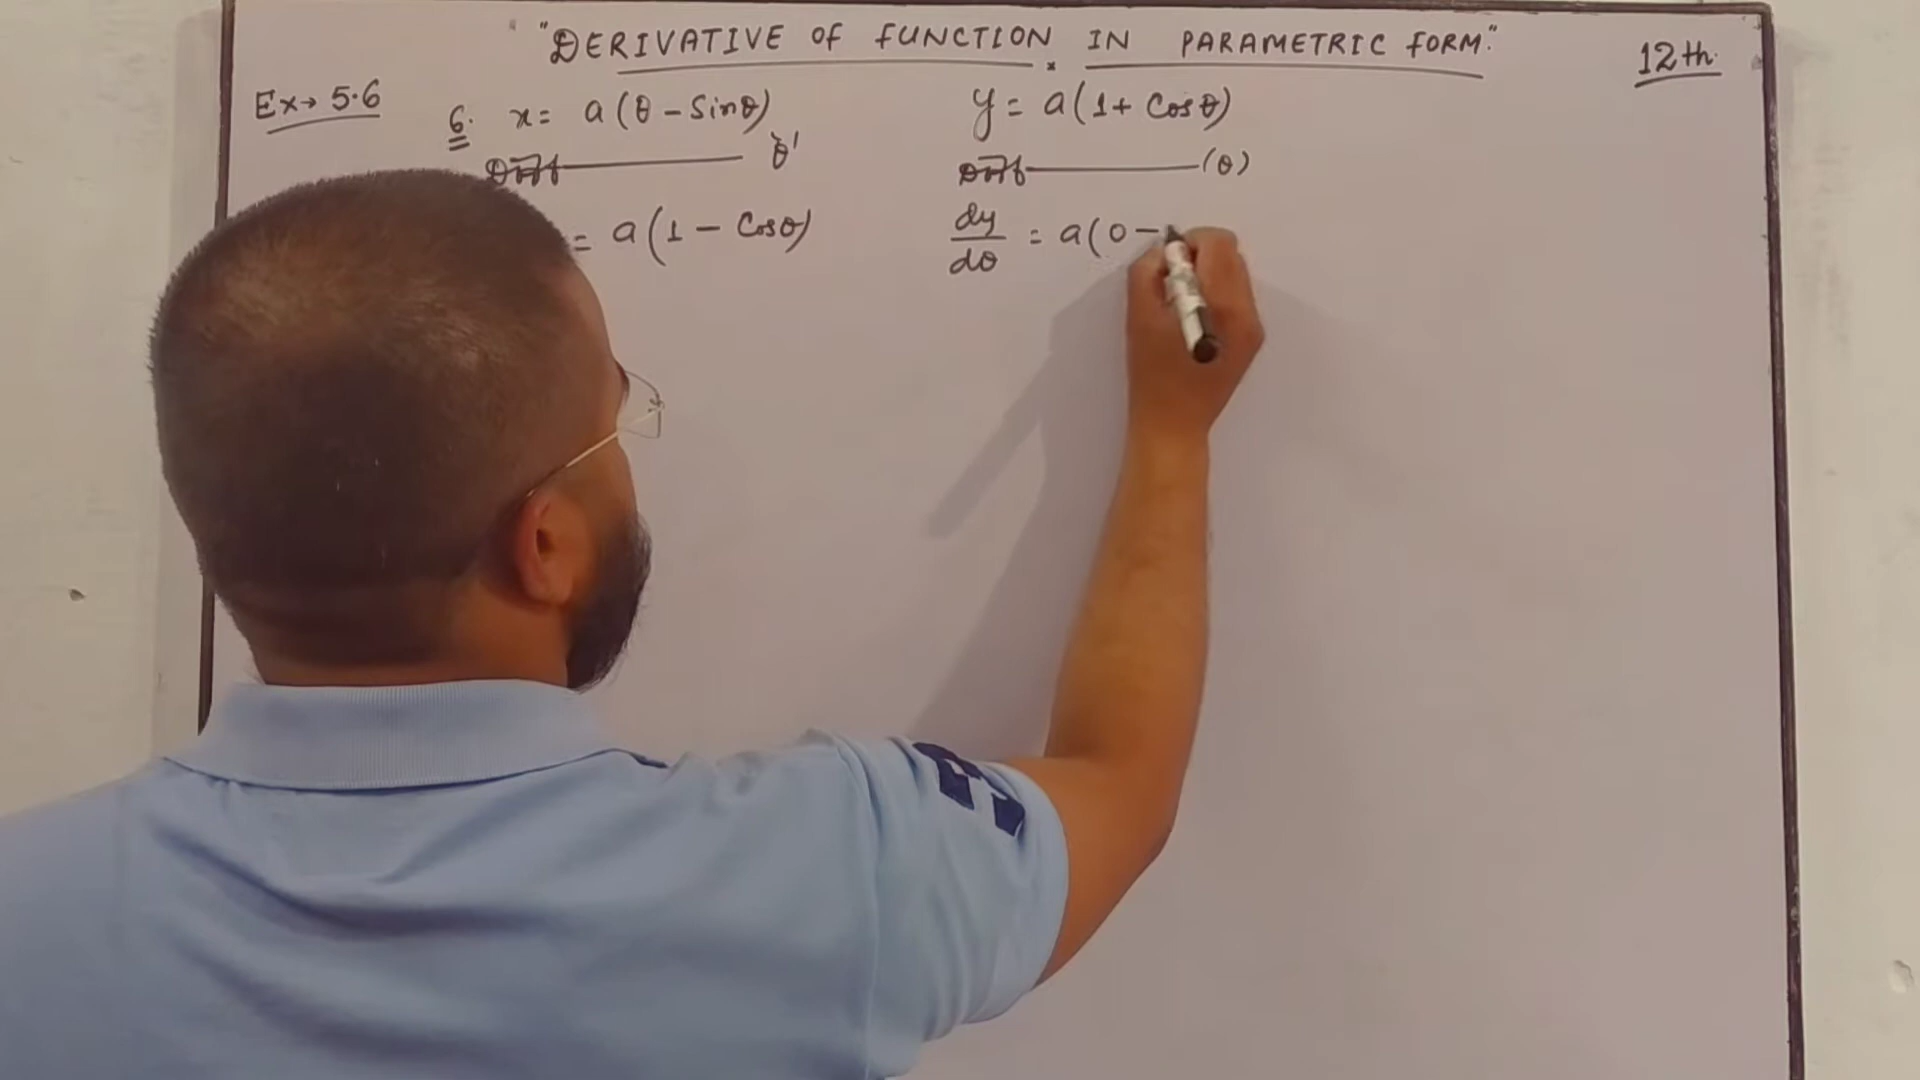 "DERIVATIVE OF FUNCTION IN PARAMETRIC FORM."
12th.
Ex→ 5.6
6. x = a(θ - Sinθ)
y = a(1 + Cosθ)
Diff θ'
Diff (θ)
= a(1 - Cosθ)
dy/dθ = a(0 -